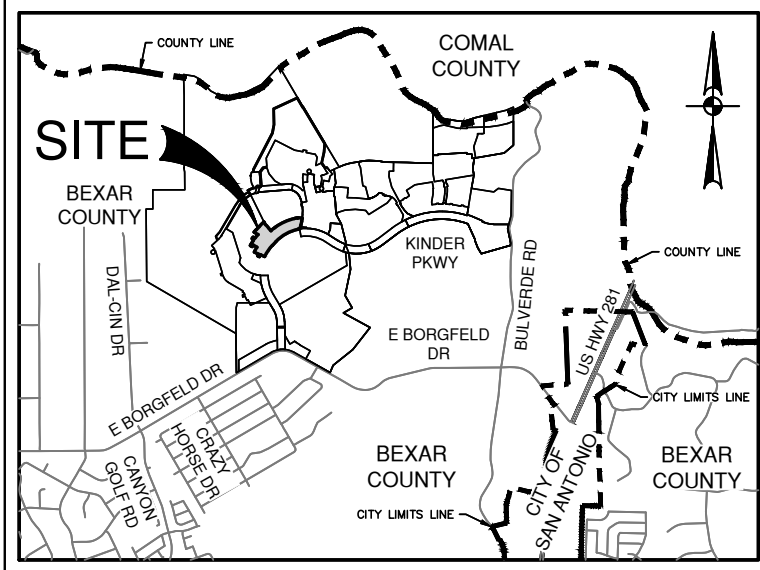 COUNTY LINE
COMAL
COUNTY
SITE
BEXAR
COUNTY
KINDER
PKWY
COUNTY LINE
DAL-CIN DR
BULVERDE RD
US HWY 281
E BORGFELD
DR
E BORGFELD DR
CITY LIMITS LINE
CRAZY
HORSE DR
CANYON
GOLF RD
BEXAR
COUNTY
CITY OF
SAN ANTONIO
BEXAR
COUNTY
CITY LIMITS LINE